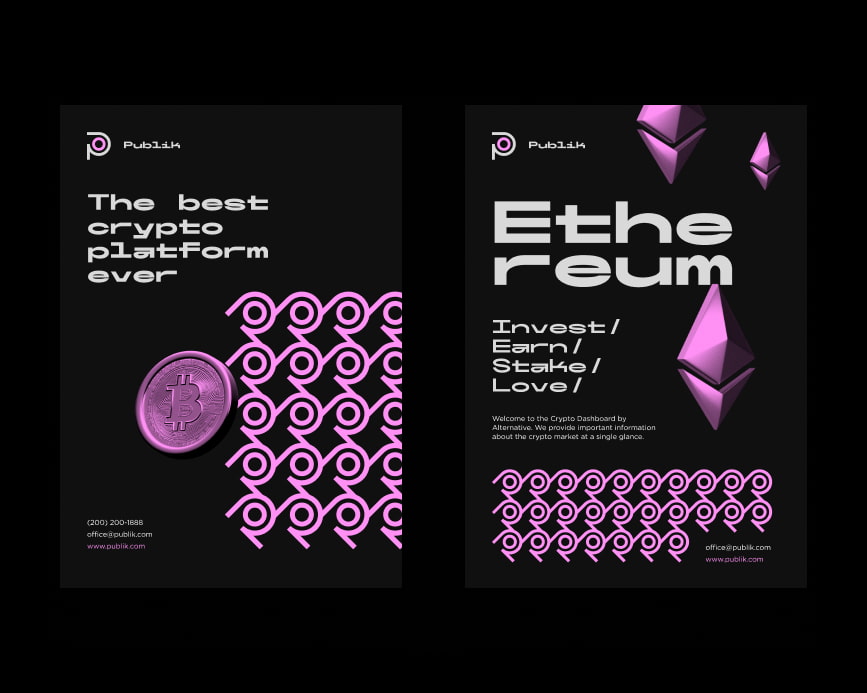 Publik
The best
crypto
platform
ever
(200) 200-1888
office@publik.com
www.publik.com
Publik
Ethe
reum
Invest/
Earn/
Stake/
Love/
Welcome to the Crypto Dashboard by
Alternative. We provide important information
about the crypto market at a single glance.
office@publik.com
www.publik.com